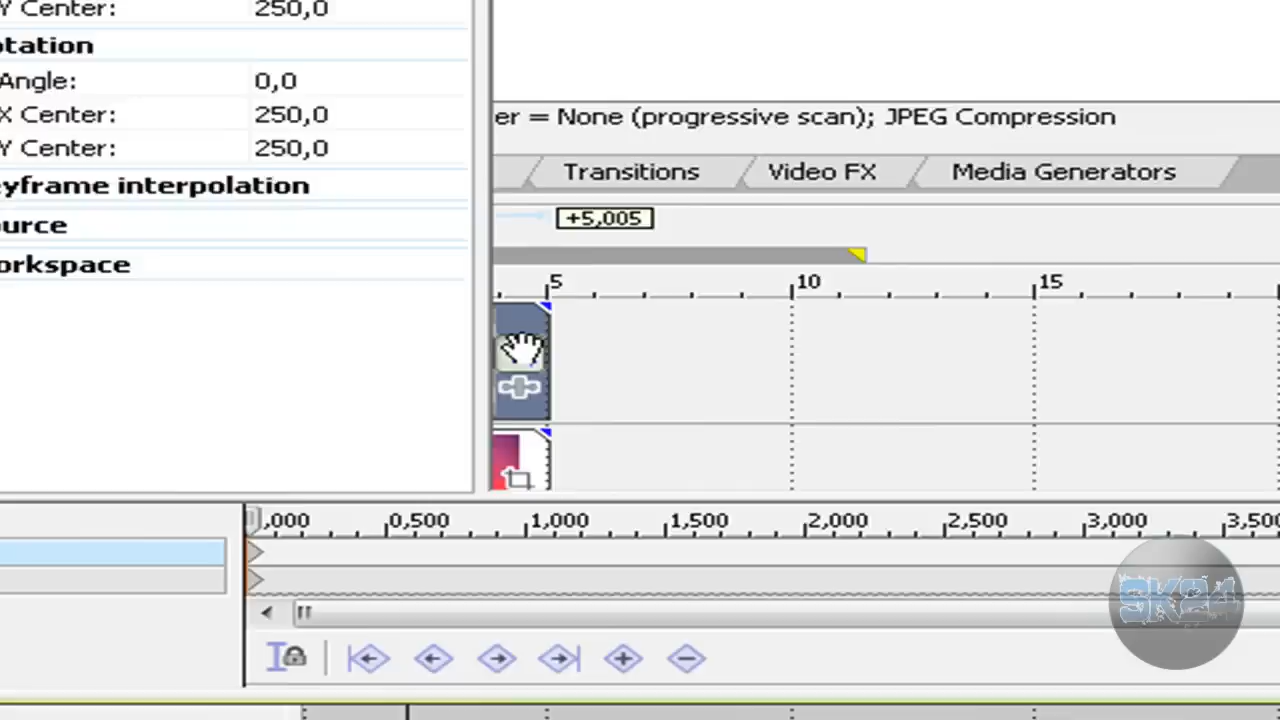 Y Center: 250,0
otation
Angle: 0,0
X Center: 250,0
Y Center: 250,0
eyframe interpolation
ource
orkspace
er = None (progressive scan); JPEG Compression
Transitions Video FX Media Generators
+5,005
5 10 15
,000 0,500 1,000 1,500 2,000 2,500 3,000 3,500
SK24